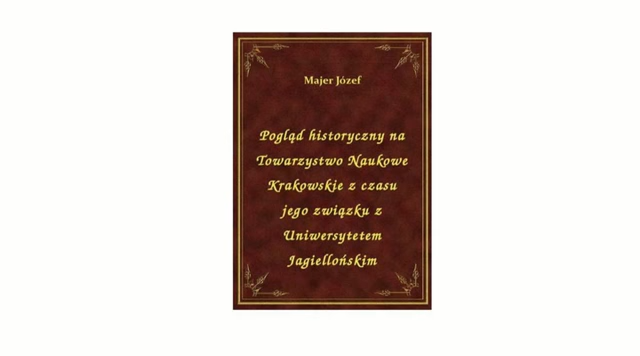 Majer Józef
Pogląd historyczny na
Towarzystwo Naukowe
Krakowskie z czasu
jego związku z
Uniwersytetem
Jagiellońskim